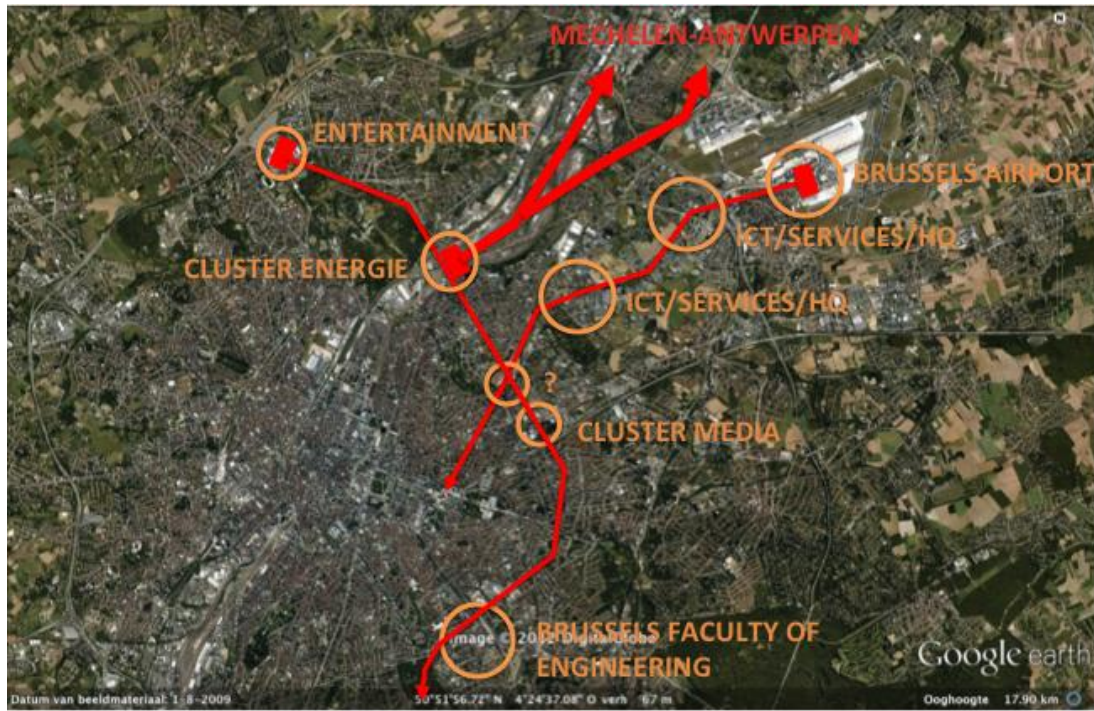 MECHELEN-ANTWERPEN
ENTERTAINMENT
BRUSSELS AIRPORT
ICT/SERVICES/HQ
CLUSTER ENERGIE
ICT/SERVICES/HQ
?
CLUSTER MEDIA
BRUSSELS FACULTY OF
ENGINEERING
Image © 2012 DigitalGlobe
Google earth
Datum van beeldmateriaal: 1-8-2009
50°51'56.72" N 4°24'37.08" O verh 67 m
Ooghoogte 17.90 km